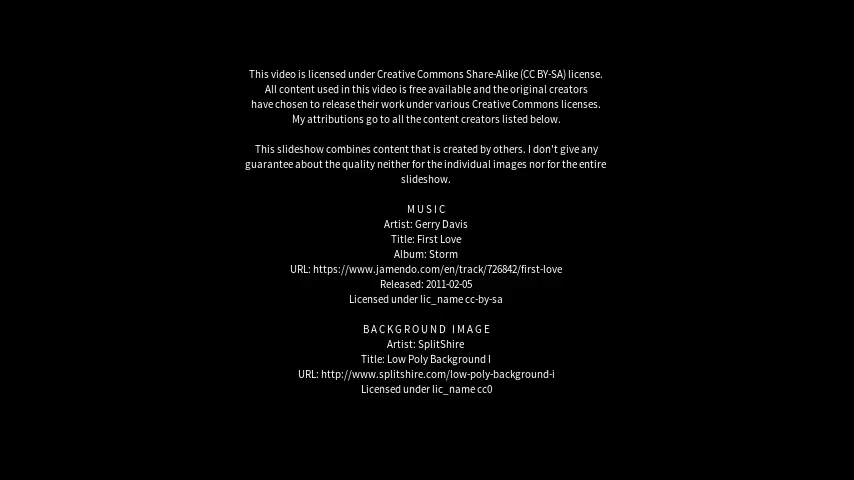 This video is licensed under Creative Commons Share-Alike (CC BY-SA) license.
All content used in this video is free available and the original creators
have chosen to release their work under various Creative Commons licenses.
My attributions go to all the content creators listed below.
This slideshow combines content that is created by others. I don't give any
guarantee about the quality neither for the individual images nor for the entire
slideshow.
MUSIC
Artist: Gerry Davis
Title: First Love
Album: Storm
URL: https://www.jamendo.com/en/track/726842/first-love
Released: 2011-02-05
Licensed under lic_name cc-by-sa
BACKGROUND IMAGE
Artist: SplitShire
Title: Low Poly Background I
URL: http://www.splitshire.com/low-poly-background-i
Licensed under lic_name cc0